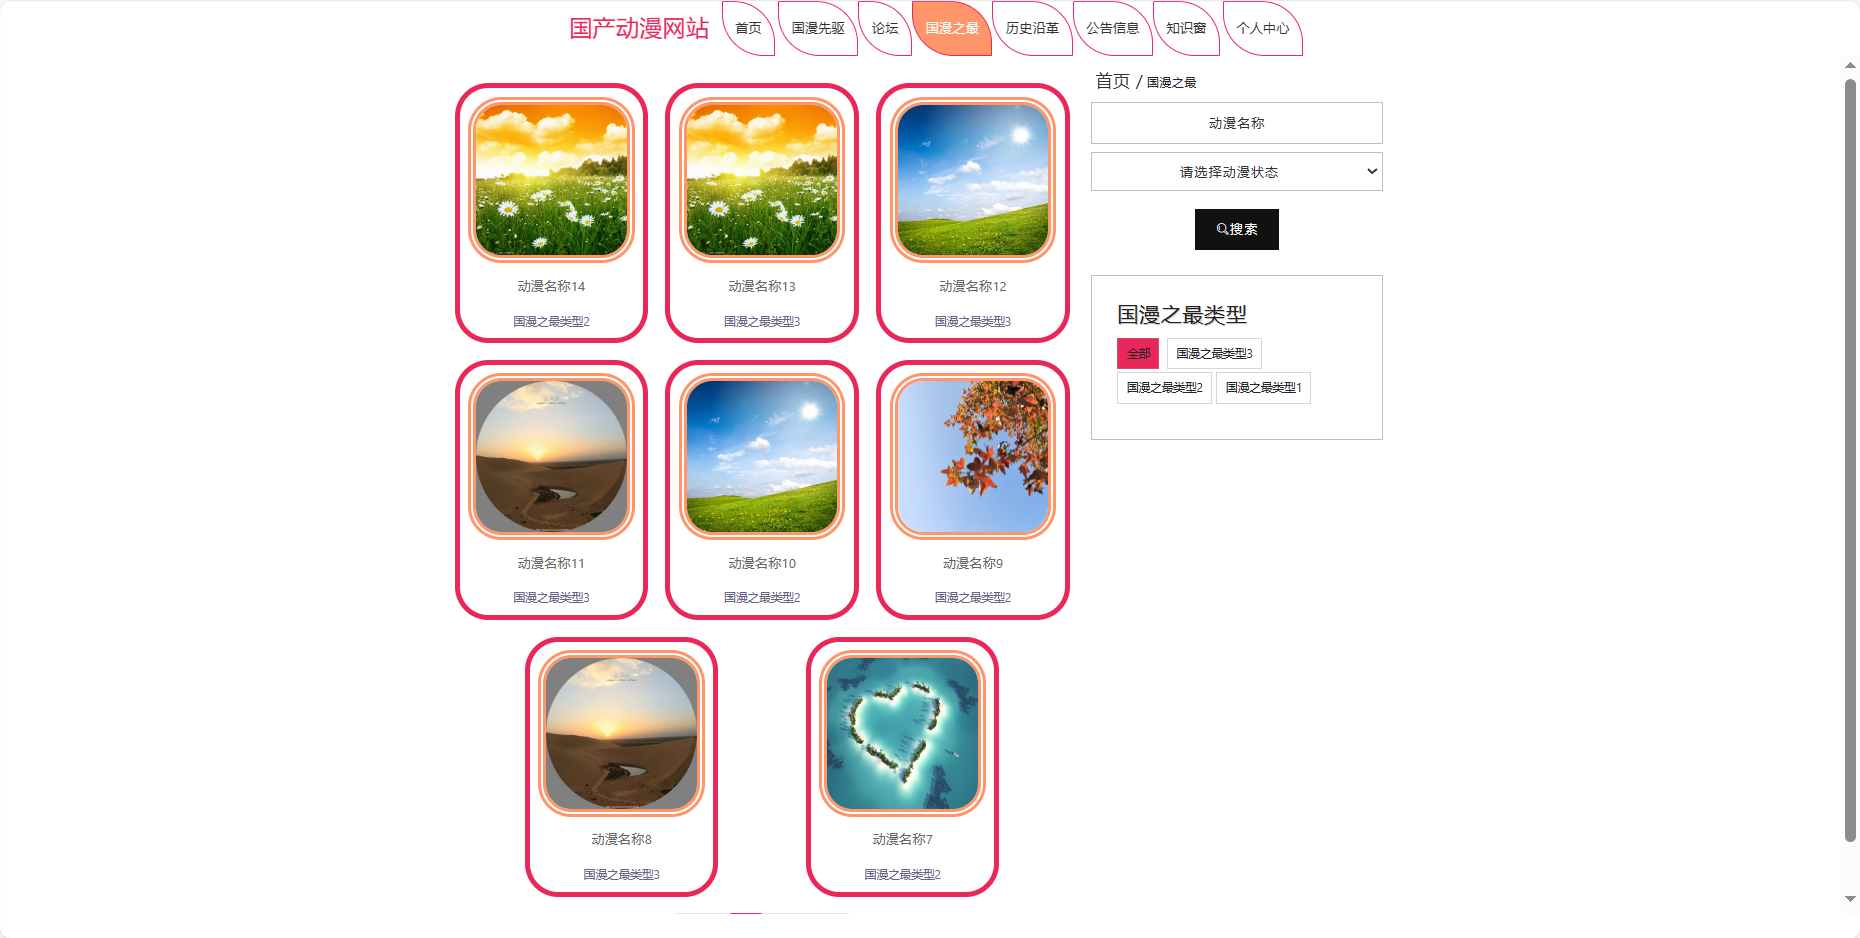 国产动漫网站
首页
国漫先驱
论坛
国漫之最
历史沿革
公告信息
知识窗
个人中心
首页 / 国漫之最
动漫名称
请选择动漫状态
搜索
国漫之最类型
全部
国漫之最类型3
国漫之最类型2
国漫之最类型1
动漫名称14
国漫之最类型2
动漫名称13
国漫之最类型3
动漫名称12
国漫之最类型3
动漫名称11
国漫之最类型3
动漫名称10
国漫之最类型2
动漫名称9
国漫之最类型2
动漫名称8
国漫之最类型3
动漫名称7
国漫之最类型2